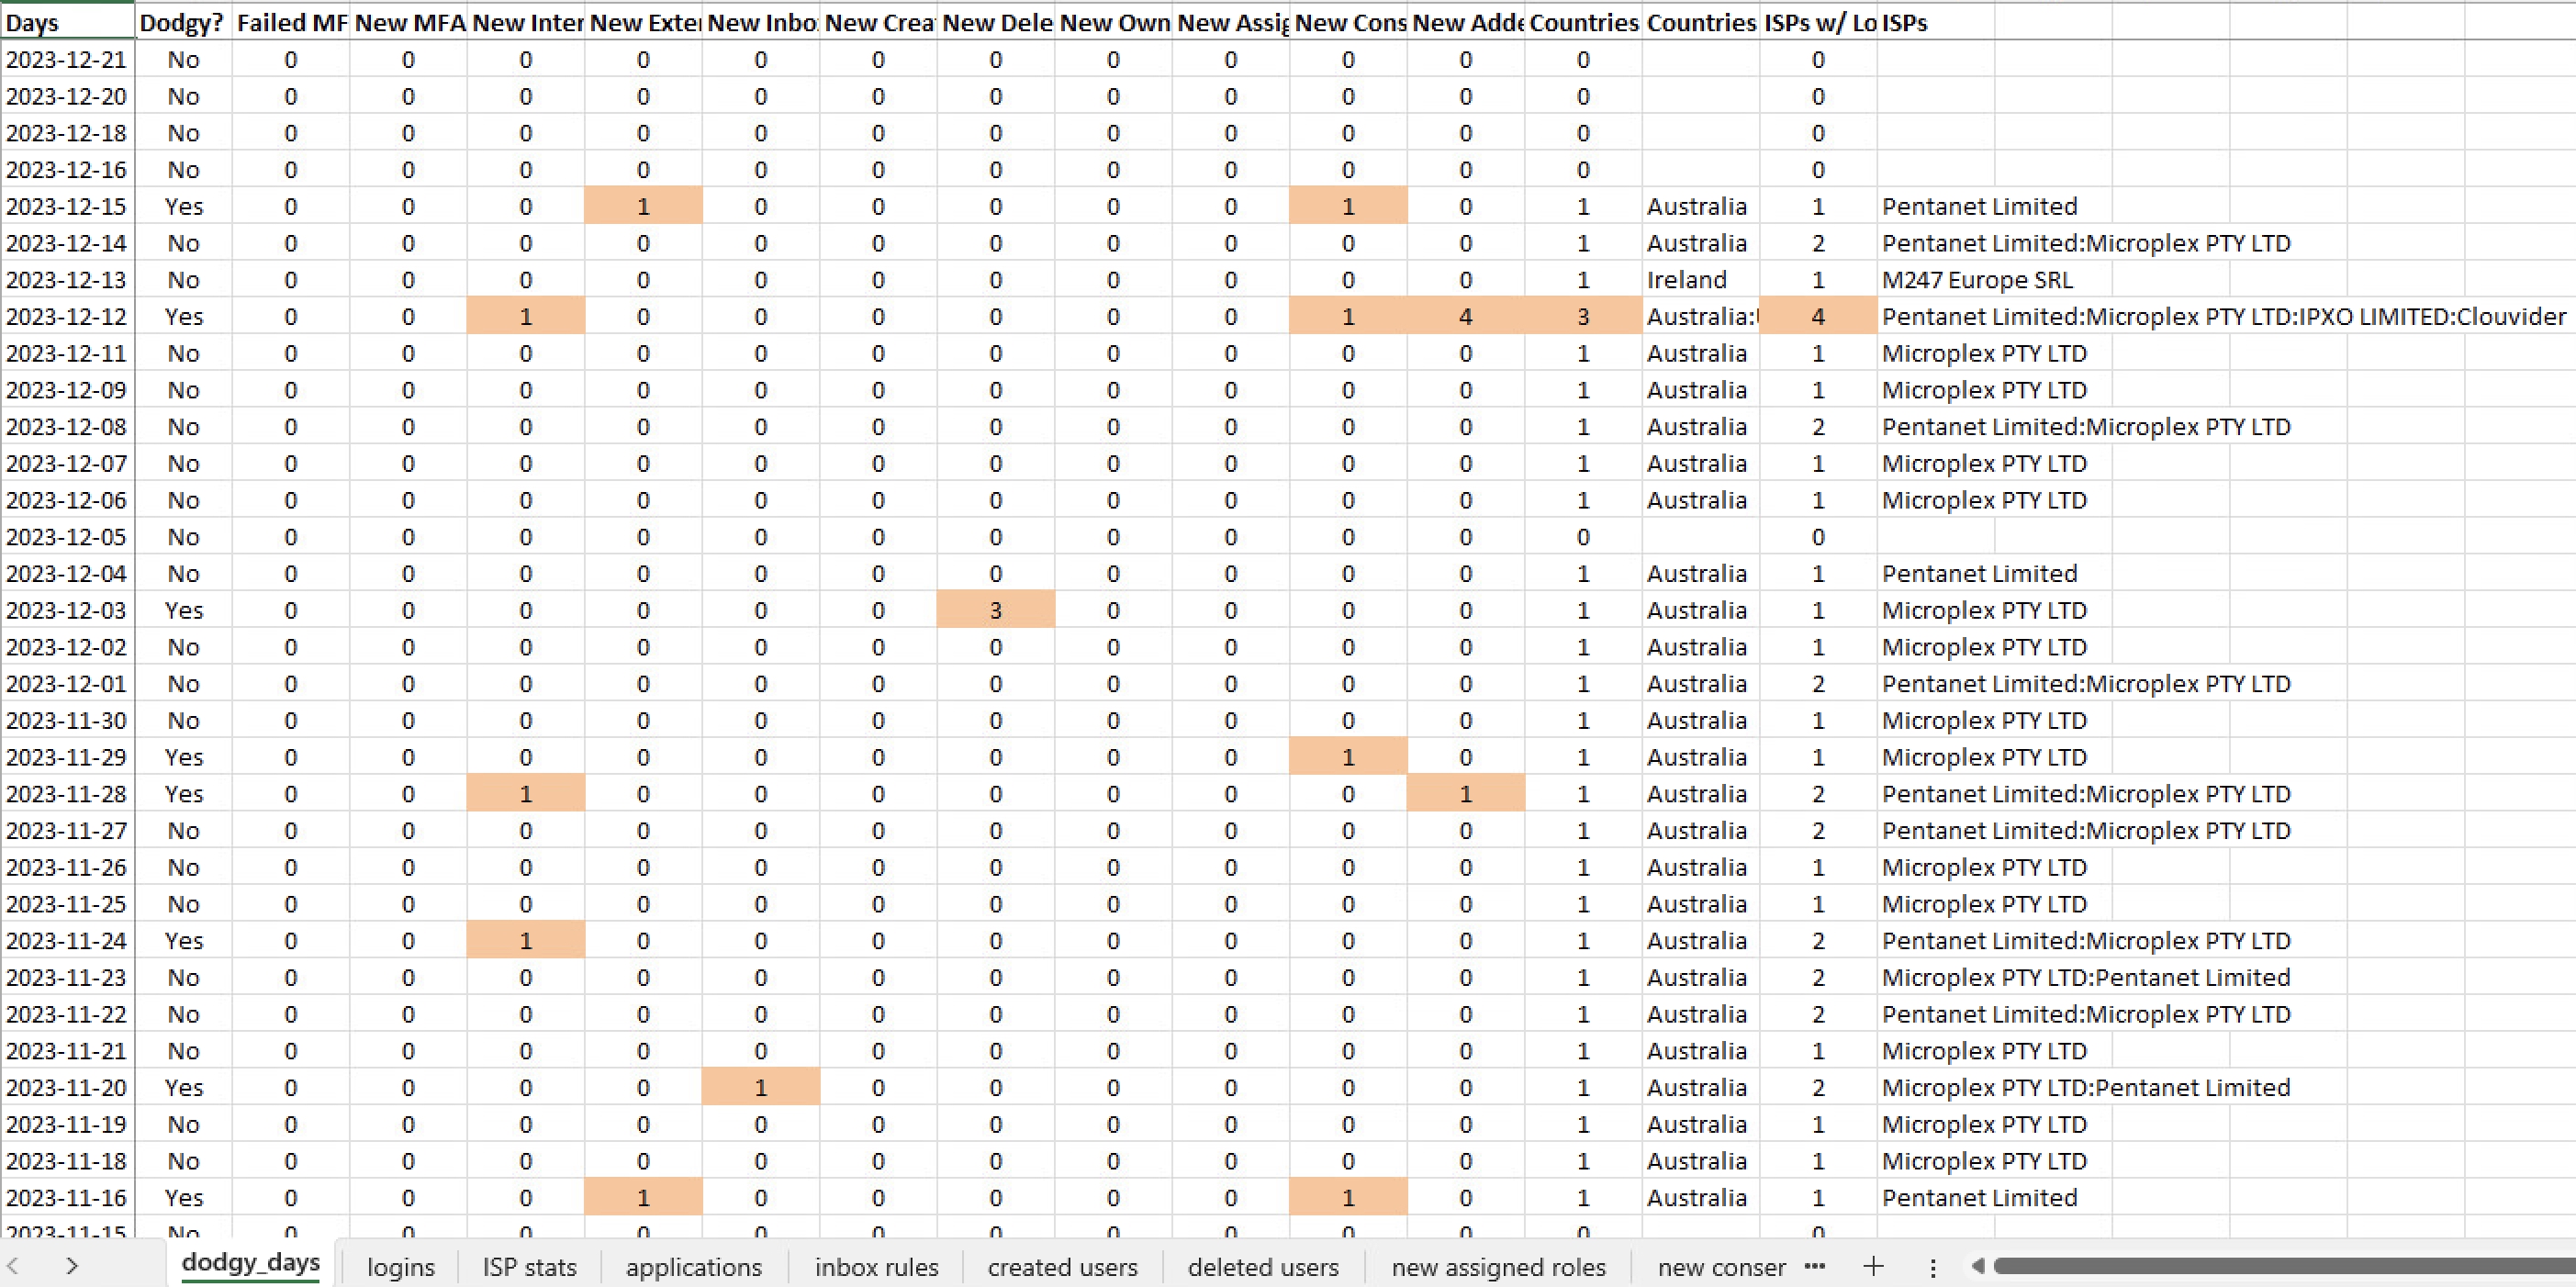 Days Dodgy? Failed MF New MFA New Inter New Exter New Inbo New Crea New Dele New Own New Assig New Cons New Adde Countries Countries ISPs w/ Lo ISPs
2023-12-21 No 0 0 0 0 0 0 0 0 0 0 0 0 0
2023-12-20 No 0 0 0 0 0 0 0 0 0 0 0 0 0
2023-12-18 No 0 0 0 0 0 0 0 0 0 0 0 0 0
2023-12-16 No 0 0 0 0 0 0 0 0 0 0 0 0 0
2023-12-15 Yes 0 0 0 1 0 0 0 0 0 1 0 1 Australia 1 Pentanet Limited
2023-12-14 No 0 0 0 0 0 0 0 0 0 0 0 1 Australia 2 Pentanet Limited:Microplex PTY LTD
2023-12-13 No 0 0 0 0 0 0 0 0 0 0 0 1 Ireland 1 M247 Europe SRL
2023-12-12 Yes 0 0 1 0 0 0 0 0 0 1 4 3 Australia: 4 Pentanet Limited:Microplex PTY LTD:IPXO LIMITED:Clouvider
2023-12-11 No 0 0 0 0 0 0 0 0 0 0 0 1 Australia 1 Microplex PTY LTD
2023-12-09 No 0 0 0 0 0 0 0 0 0 0 0 1 Australia 1 Microplex PTY LTD
2023-12-08 No 0 0 0 0 0 0 0 0 0 0 0 1 Australia 2 Pentanet Limited:Microplex PTY LTD
2023-12-07 No 0 0 0 0 0 0 0 0 0 0 0 1 Australia 1 Microplex PTY LTD
2023-12-06 No 0 0 0 0 0 0 0 0 0 0 0 1 Australia 1 Microplex PTY LTD
2023-12-05 No 0 0 0 0 0 0 0 0 0 0 0 0 0
2023-12-04 No 0 0 0 0 0 0 0 0 0 0 0 1 Australia 1 Pentanet Limited
2023-12-03 Yes 0 0 0 0 0 0 3 0 0 0 0 1 Australia 1 Microplex PTY LTD
2023-12-02 No 0 0 0 0 0 0 0 0 0 0 0 1 Australia 1 Microplex PTY LTD
2023-12-01 No 0 0 0 0 0 0 0 0 0 0 0 1 Australia 2 Pentanet Limited:Microplex PTY LTD
2023-11-30 No 0 0 0 0 0 0 0 0 0 0 0 1 Australia 1 Microplex PTY LTD
2023-11-29 Yes 0 0 0 0 0 0 0 0 0 1 0 1 Australia 1 Microplex PTY LTD
2023-11-28 Yes 0 0 1 0 0 0 0 0 0 0 1 1 Australia 2 Pentanet Limited:Microplex PTY LTD
2023-11-27 No 0 0 0 0 0 0 0 0 0 0 0 1 Australia 2 Pentanet Limited:Microplex PTY LTD
2023-11-26 No 0 0 0 0 0 0 0 0 0 0 0 1 Australia 1 Microplex PTY LTD
2023-11-25 No 0 0 0 0 0 0 0 0 0 0 0 1 Australia 1 Microplex PTY LTD
2023-11-24 Yes 0 0 1 0 0 0 0 0 0 0 0 1 Australia 2 Pentanet Limited:Microplex PTY LTD
2023-11-23 No 0 0 0 0 0 0 0 0 0 0 0 1 Australia 2 Microplex PTY LTD:Pentanet Limited
2023-11-22 No 0 0 0 0 0 0 0 0 0 0 0 1 Australia 2 Pentanet Limited:Microplex PTY LTD
2023-11-21 No 0 0 0 0 0 0 0 0 0 0 0 1 Australia 1 Microplex PTY LTD
2023-11-20 Yes 0 0 0 0 1 0 0 0 0 0 0 1 Australia 2 Microplex PTY LTD:Pentanet Limited
2023-11-19 No 0 0 0 0 0 0 0 0 0 0 0 1 Australia 1 Microplex PTY LTD
2023-11-18 No 0 0 0 0 0 0 0 0 0 0 0 1 Australia 1 Microplex PTY LTD
2023-11-16 Yes 0 0 0 1 0 0 0 0 0 1 0 1 Australia 1 Pentanet Limited
2023-11-15 No 0 0 0 0 0 0 0 0 0 0 0 0 0
dodgy_days logins ISP stats applications inbox rules created users deleted users new assigned roles new conser ...